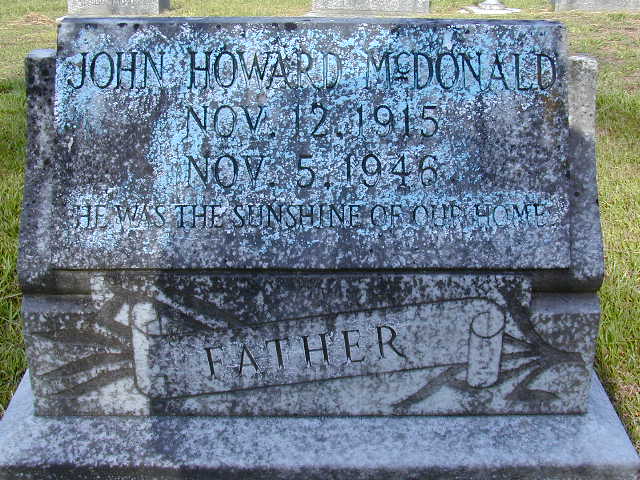 JOHN HOWARD McDONALD
NOV. 12. 1915
NOV. 5. 1946.
HE WAS THE SUNSHINE OF OUR HOME.
FATHER